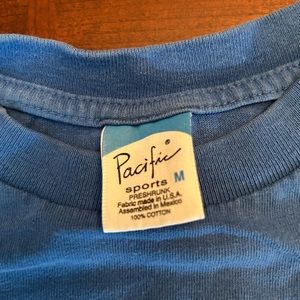 Pacific®
sports M
PRESHRUNK
Fabric made in U.S.A.
Assembled in Mexico
100% COTTON